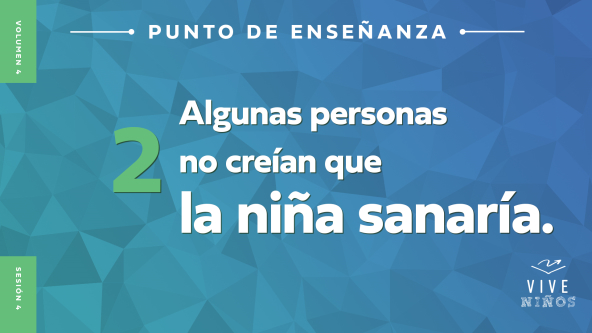 VOLUMEN 4
PUNTO DE ENSEÑANZA
2
Algunas personas
no creían que
la niña sanaría.
SESIÓN 4
VIVE
NIÑOS